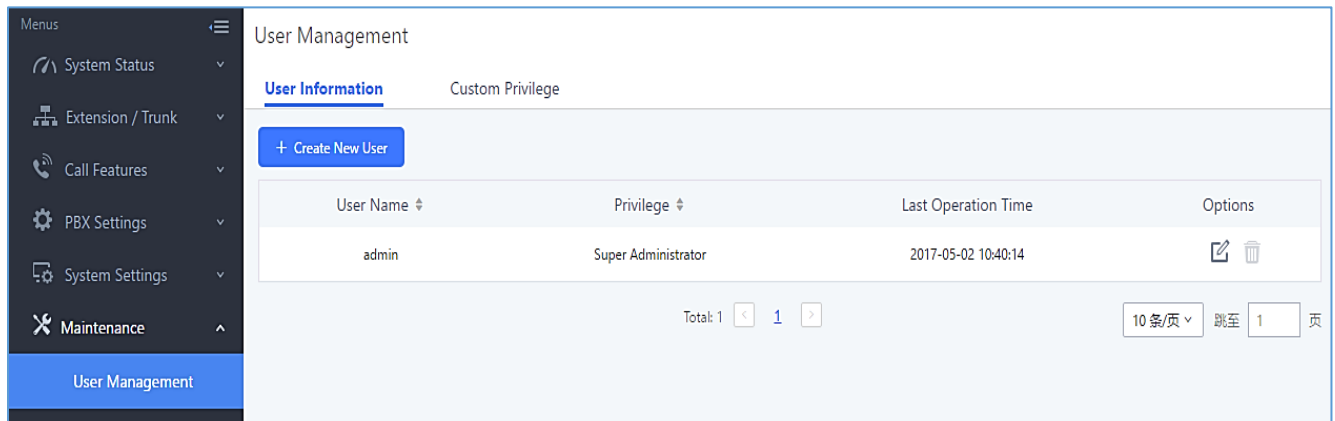 Menus
System Status
Extension / Trunk
Call Features
PBX Settings
System Settings
Maintenance
User Management
User Management
User Information Custom Privilege
+ Create New User
User Name Privilege Last Operation Time Options
admin Super Administrator 2017-05-02 10:40:14
Total: 1 < 1 > 10 条/页 跳至 1 页